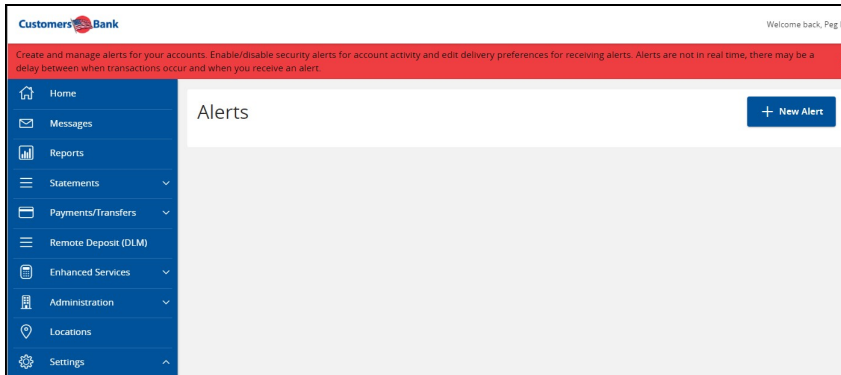 Customers Bank
Welcome back, Peg
Create and manage alerts for your accounts. Enable/disable security alerts for account activity and edit delivery preferences for receiving alerts. Alerts are not in real time, there may be a
delay between when transactions occur and when you receive an alert.
Home
Alerts
+ New Alert
Messages
Reports
Statements
Payments/Transfers
Remote Deposit (DLM)
Enhanced Services
Administration
Locations
Settings